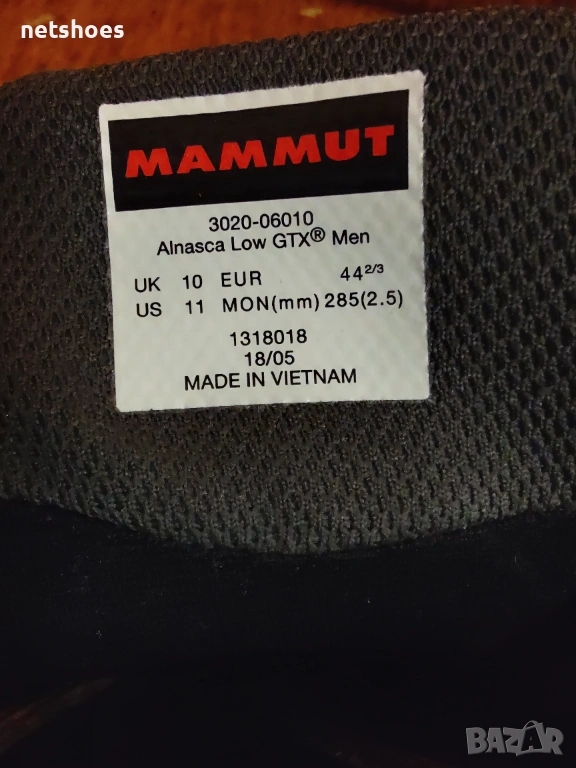 netshoes
MAMMUT
3020-06010
Alnasca Low GTX® Men
UK 10 EUR 44 2/3
US 11 MON(mm) 285(2.5)
1318018
18/05
MADE IN VIETNAM
BAZAR